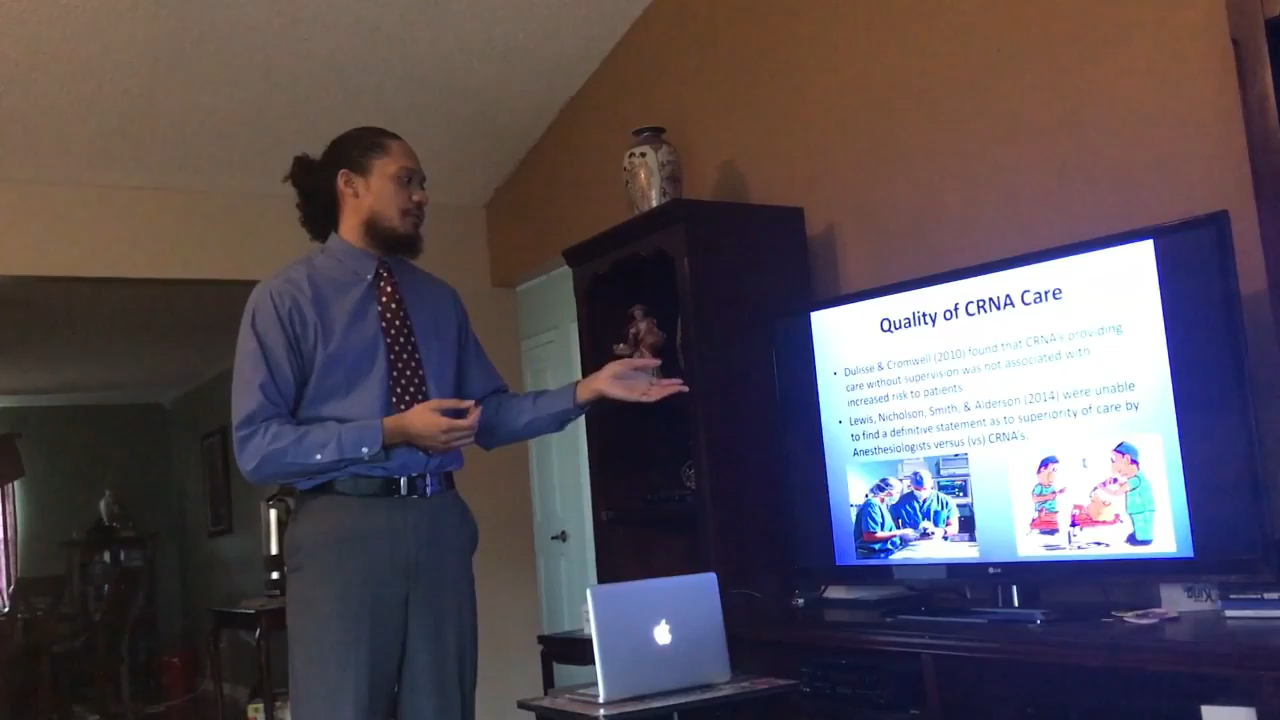 Quality of CRNA Care
• Dulisse & Cromwell (2010) found that CRNA's providing
care without supervision was not associated with
increased risk to patients
• Lewis, Nicholson, Smith, & Alderson (2014) were unable
to find a definitive statement as to superiority of care by
Anesthesiologists versus (vs) CRNA's.
LG
King